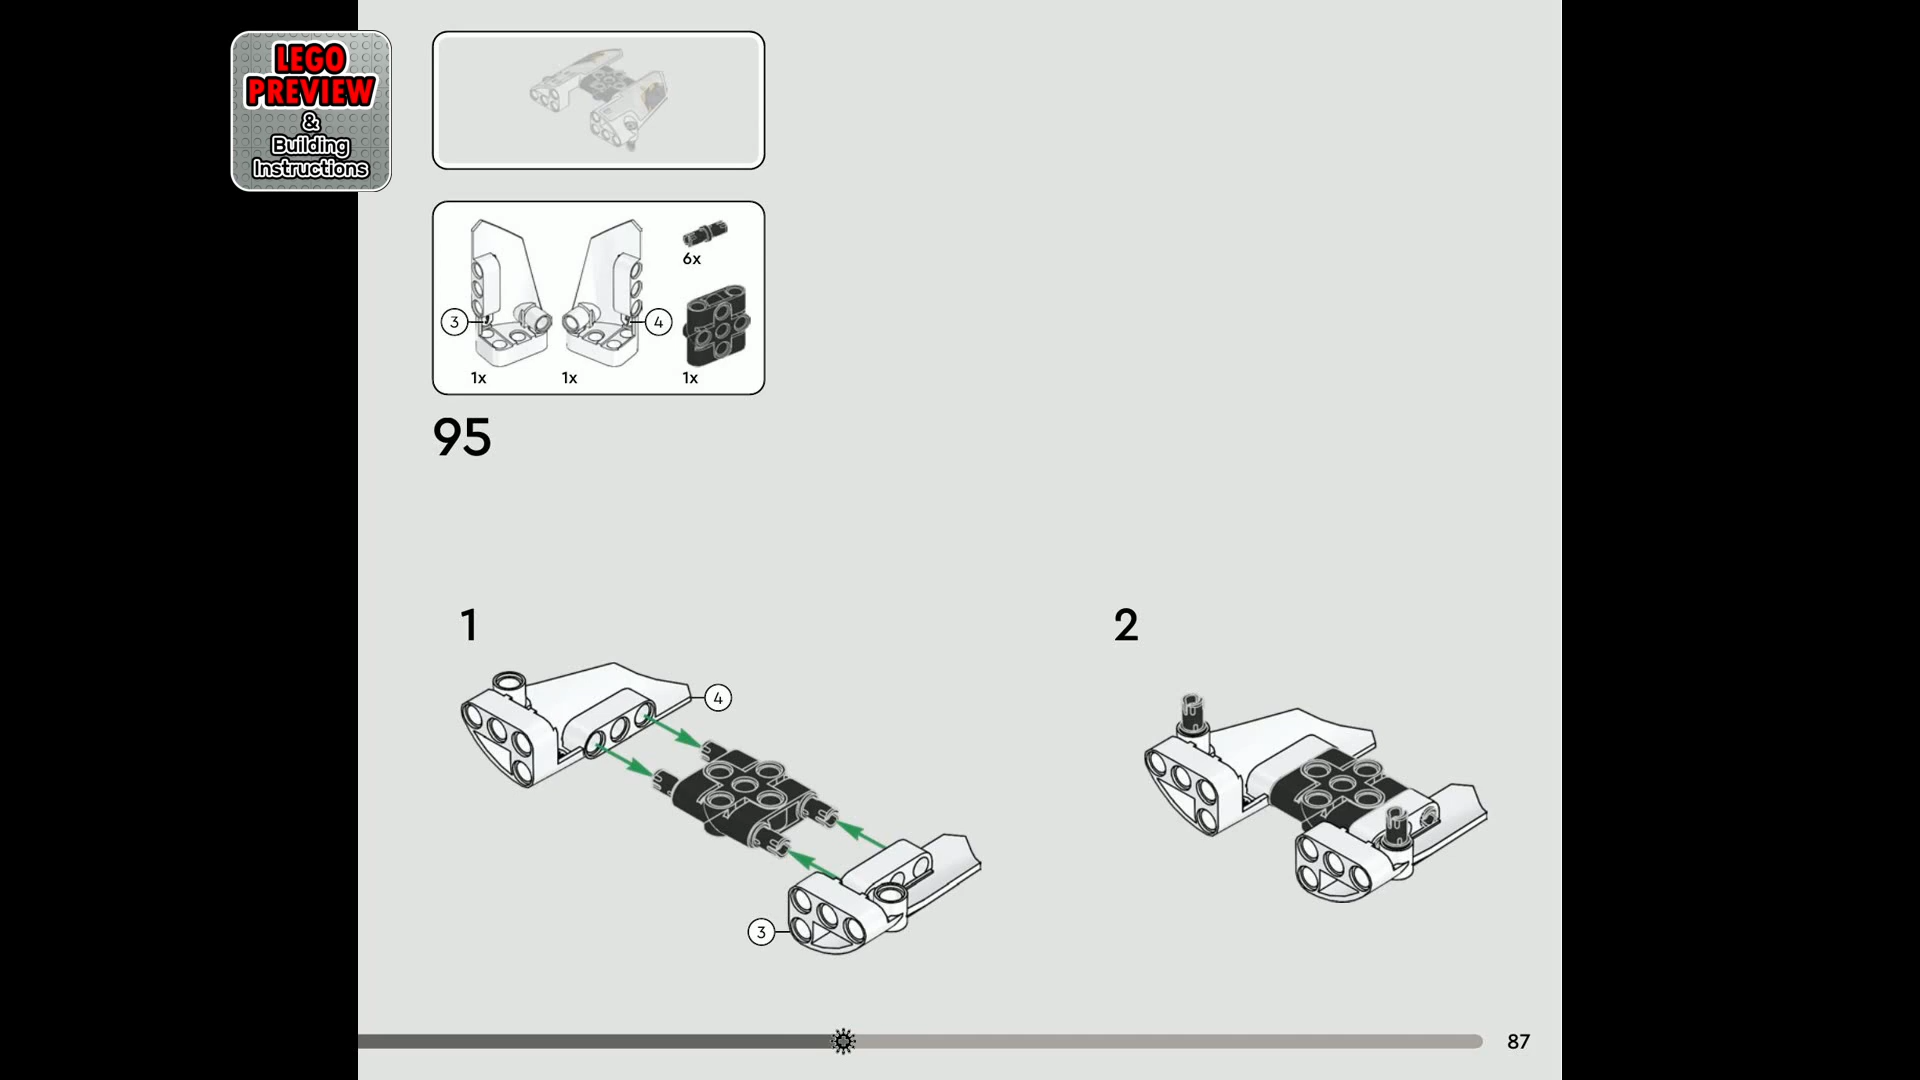 LEGO
PREVIEW
&
Building
Instructions
6x
3
4
1x
1x
1x
95
1
2
4
3
87